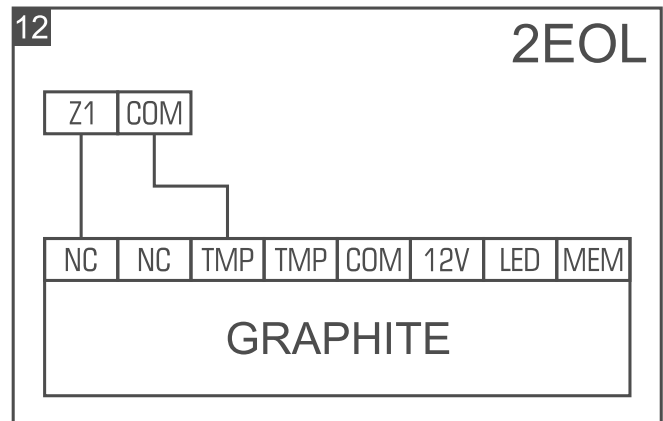 12
2EOL
Z1 COM
NC NC TMP TMP COM 12V LED MEM
GRAPHITE